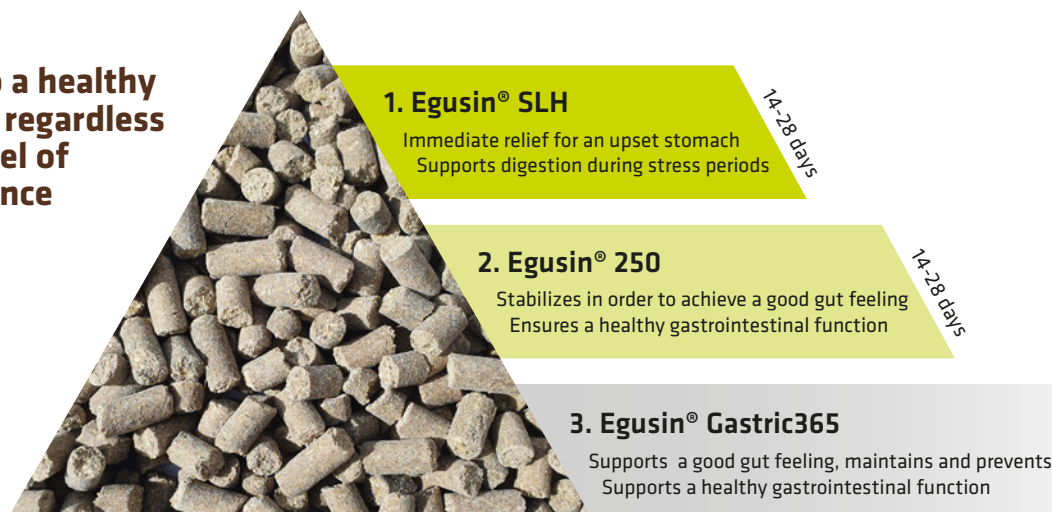 a healthy
regardless
of
1. Egusin® SLH
Immediate relief for an upset stomach
Supports digestion during stress periods
14-28 days
2. Egusin® 250
Stabilizes in order to achieve a good gut feeling
Ensures a healthy gastrointestinal function
14-28 days
3. Egusin® Gastric365
Supports a good gut feeling, maintains and prevents
Supports a healthy gastrointestinal function